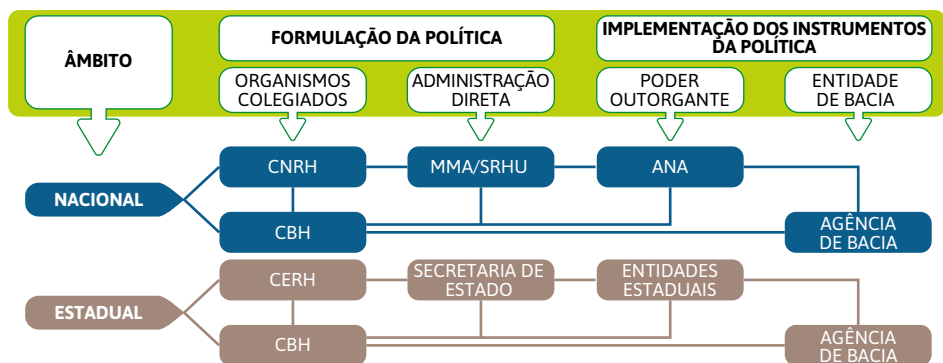 ÂMBITO
FORMULAÇÃO DA POLÍTICA
IMPLEMENTAÇÃO DOS INSTRUMENTOS
DA POLÍTICA
ORGANISMOS
COLEGIADOS
ADMINISTRAÇÃO
DIRETA
PODER
OUTORGANTE
ENTIDADE
DE BACIA
NACIONAL
CNRH
MMA/SRHU
ANA
CBH
AGÊNCIA
DE BACIA
ESTADUAL
CERH
SECRETARIA DE
ESTADO
ENTIDADES
ESTADUAIS
CBH
AGÊNCIA
DE BACIA